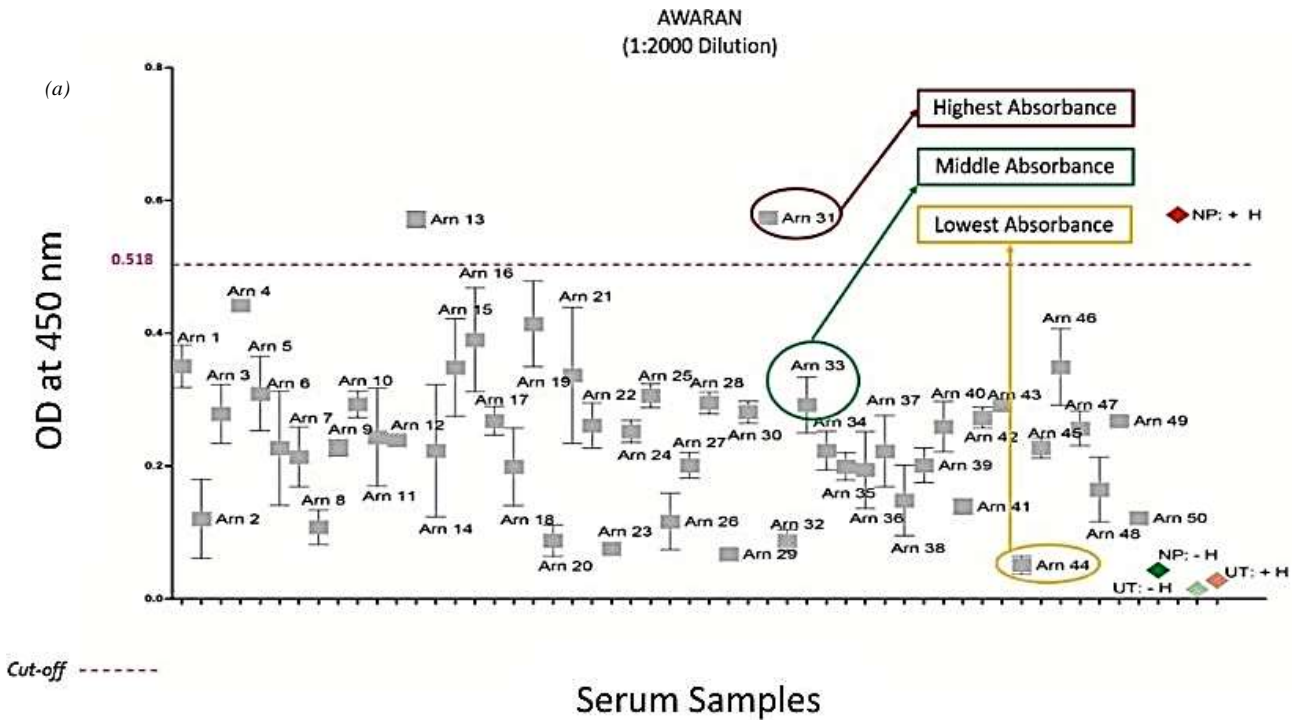 AWARAN
(1:2000 Dilution)
(a)
OD at 450 nm
0.8
0.6
0.518
0.4
0.2
0.0
Highest Absorbance
Middle Absorbance
Lowest Absorbance
Arn 1
Arn 2
Arn 3
Arn 4
Arn 5
Arn 6
Arn 7
Arn 8
Arn 9
Arn 10
Arn 11
Arn 12
Arn 13
Arn 14
Arn 15
Arn 16
Arn 17
Arn 18
Arn 19
Arn 20
Arn 21
Arn 22
Arn 23
Arn 24
Arn 25
Arn 26
Arn 27
Arn 28
Arn 29
Arn 30
Arn 31
Arn 32
Arn 33
Arn 34
Arn 35
Arn 36
Arn 37
Arn 38
Arn 39
Arn 40
Arn 41
Arn 42
Arn 43
Arn 44
Arn 45
Arn 46
Arn 47
Arn 48
Arn 49
Arn 50
NP: + H
NP: - H
UT: + H
UT: - H
Cut-off
Serum Samples